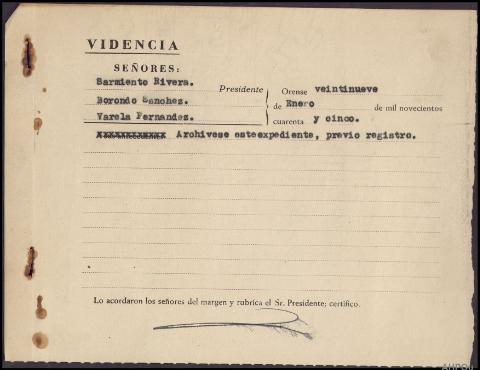 VIDENCIA
SEÑORES:
Sarmiento Rivera. Presidente
Borondo Sanchez.
Varela Fernandez.
Orense veintinueve
de Enero de mil novecientos
cuarenta y cinco.
Archivese esteexpediente, previo registro.
Lo acordaron los señores del margen y rubrica el Sr. Presidente; certifico.